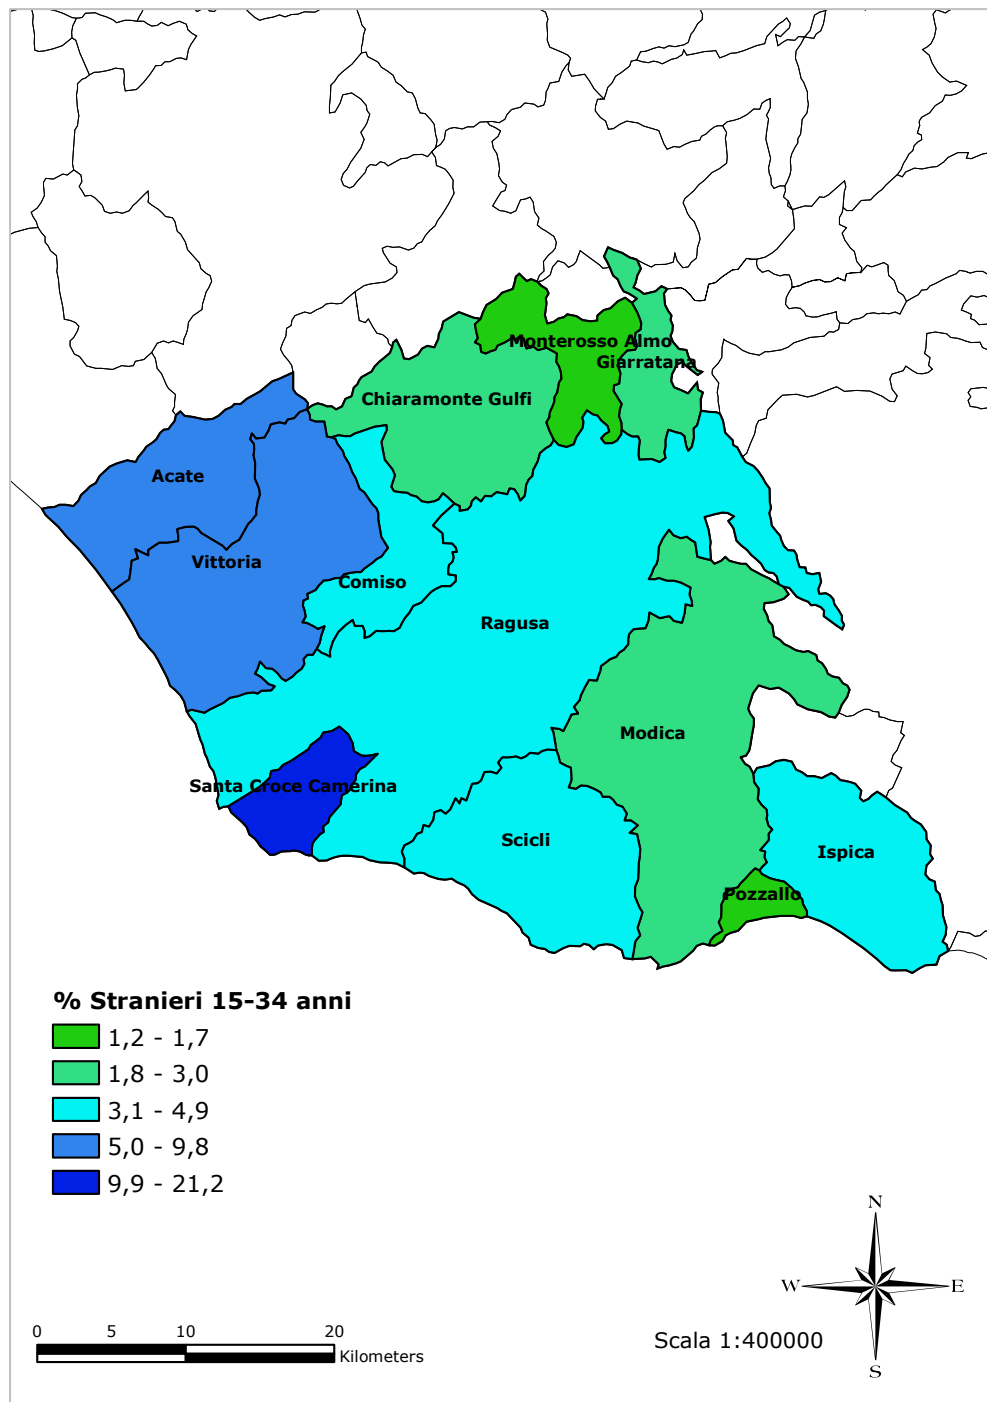 Monterosso Almo
Giarratana
Chiaramonte Gulfi
Acate
Vittoria
Comiso
Ragusa
Modica
Santa Croce Camerina
Scicli
Ispica
Pozzallo
% Stranieri 15-34 anni
1,2 - 1,7
1,8 - 3,0
3,1 - 4,9
5,0 - 9,8
9,9 - 21,2
N
W E
S
0 5 10 20
Kilometers
Scala 1:400000